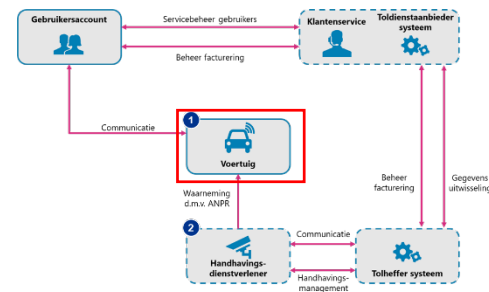 Gebruikersaccount
Servicebeheer gebruikers
Beheer facturering
Klantenservice
Toldienstaanbieder
systeem
Communicatie
1
Voertuig
Waarneming
d.m.v. ANPR
Beheer
facturering
Gegevens
uitwisseling
2
Handhavings-
dienstverlener
Communicatie
Handhavings-
management
Tolheffer systeem